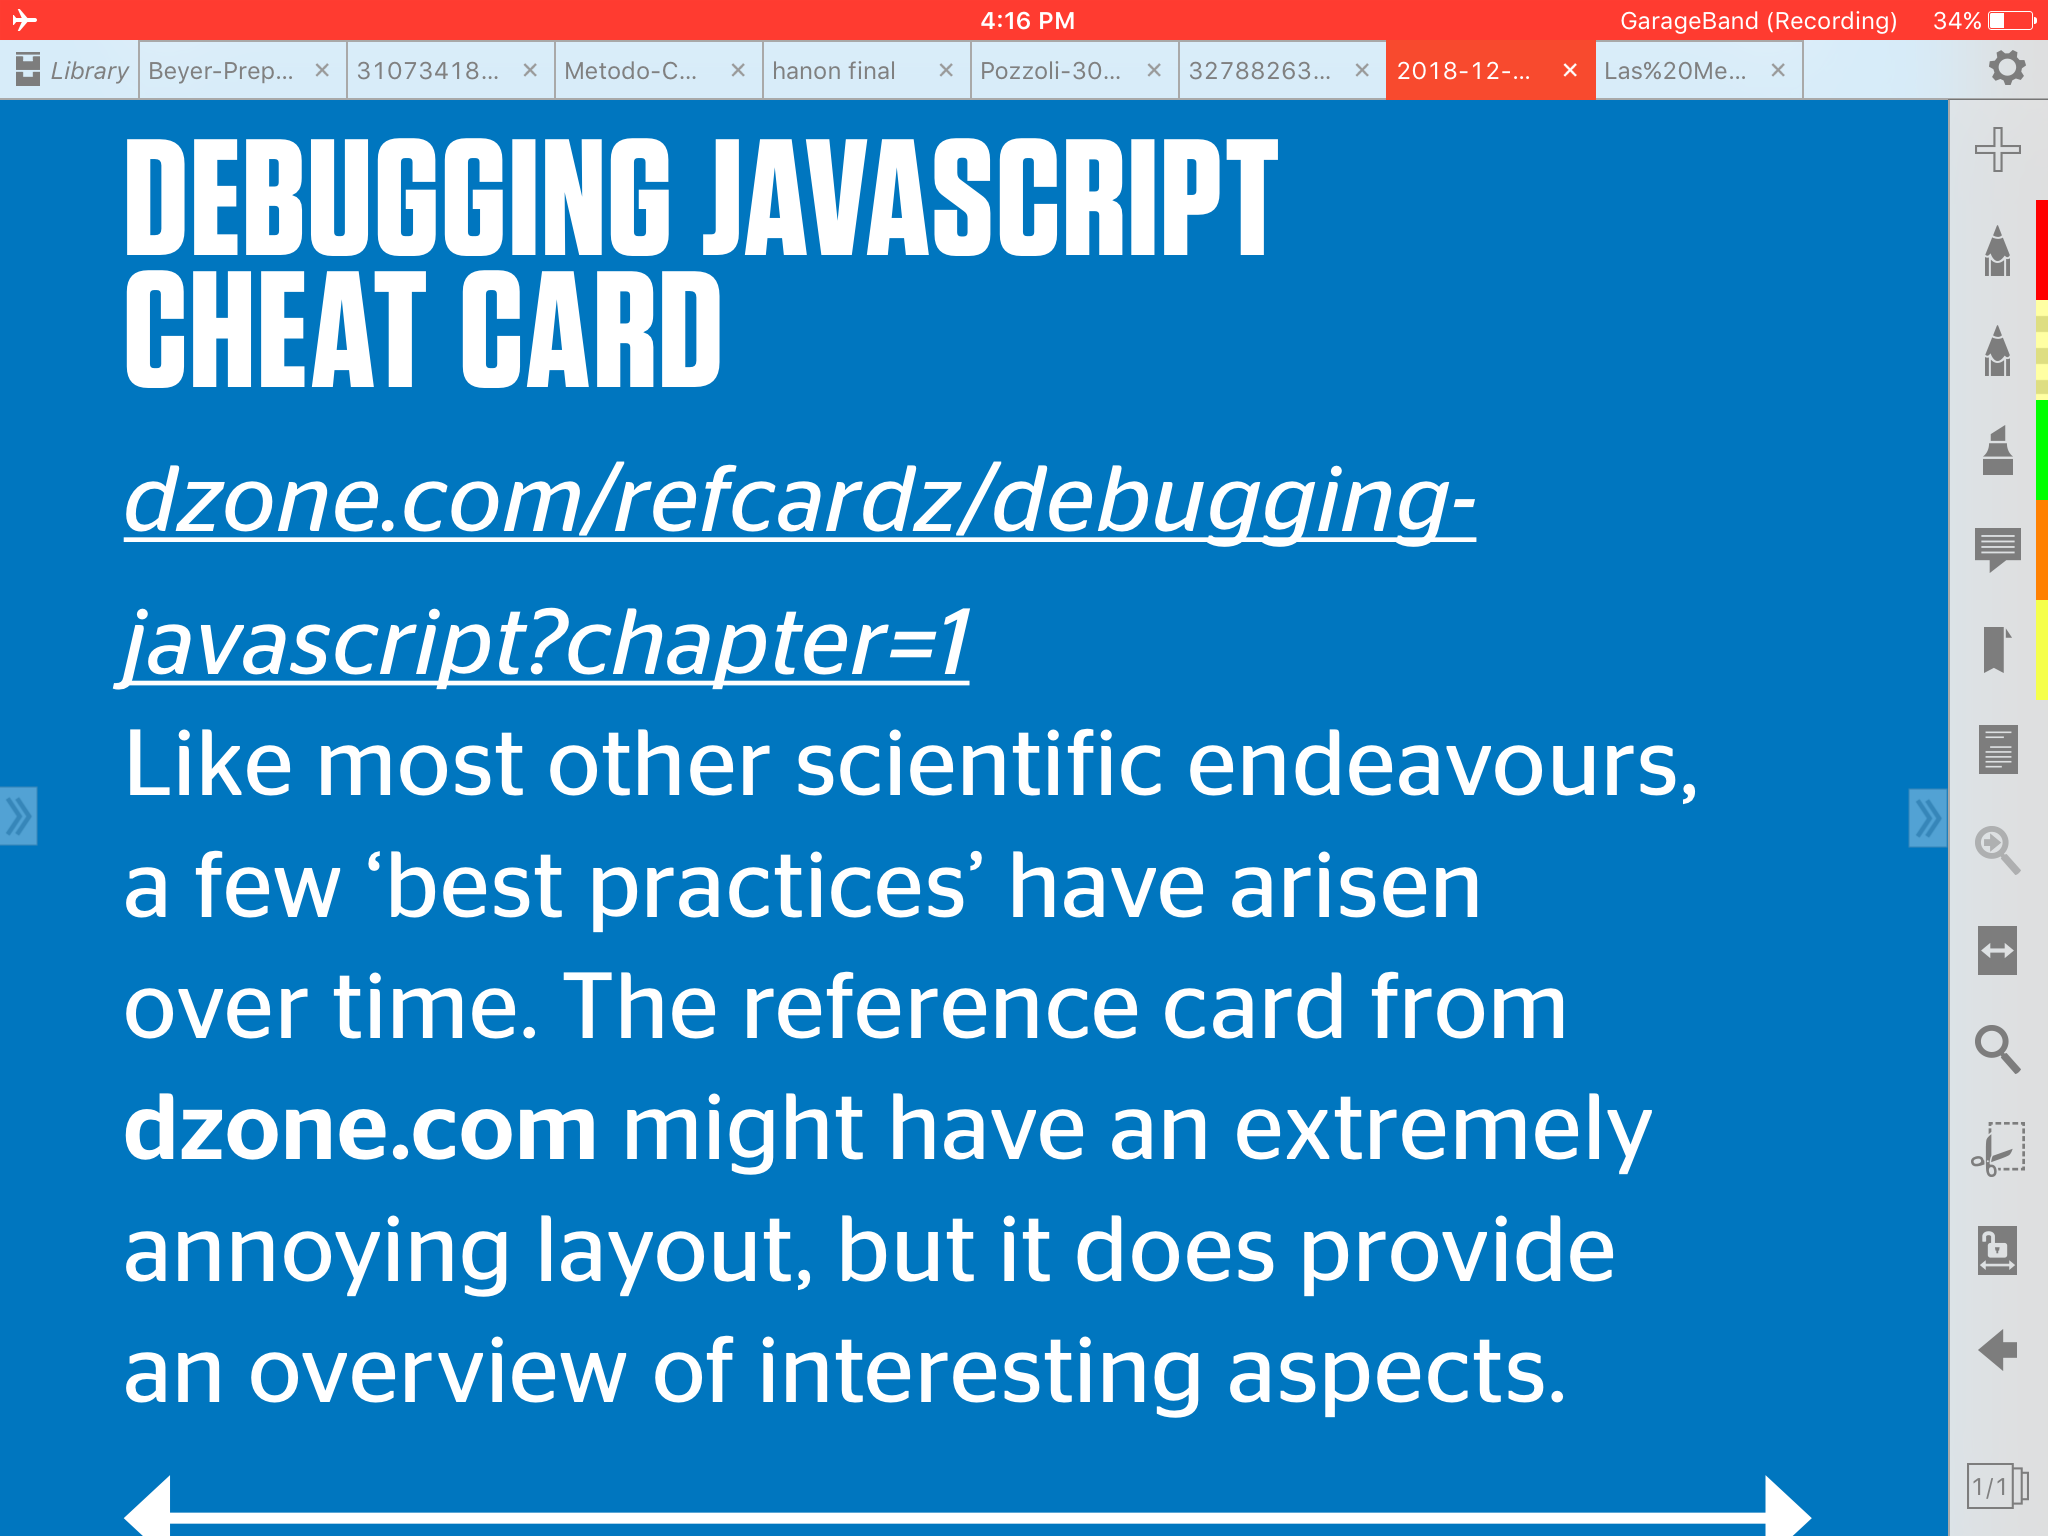 4:16 PM GarageBand (Recording) 34%
Library Beyer-Prep... 31073418... Metodo-C... hanon final Pozzoli-30... 32788263... 2018-12-... Las%20Me...
DEBUGGING JAVASCRIPT
CHEAT CARD
dzone.com/refcardz/debugging-
javascript?chapter=1
Like most other scientific endeavours,
a few ‘best practices’ have arisen
over time. The reference card from
dzone.com might have an extremely
annoying layout, but it does provide
an overview of interesting aspects.
1/1